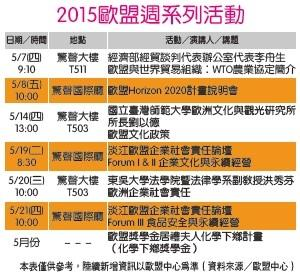 2015歐盟週系列活動
日期／時間 地點 活動／演講人／講題
5/7(四) 9:10 驚聲大樓 T511 經濟部經貿談判代表辦公室代表李舟生
歐盟與世界貿易組織：WTO農業協定簡介
5/8(五) 10:00 驚聲國際廳 歐盟Horizon 2020計畫說明會
5/14(四) 13:00 驚聲大樓 T503 國立臺灣師範大學歐洲文化與觀光研究所
所長劉以德
歐盟文化政策
5/19(二) 8:30 驚聲國際廳 淡江歐盟企業社會責任論壇
Forum I & II 企業文化與永續經營
5/20(三) 10:00 驚聲大樓 T503 東吳大學法學院暨法律學系副教授洪秀芬
歐洲企業社會責任
5/21(四) 10:00 驚聲國際廳 淡江歐盟企業社會責任論壇
Forum III 食品安全與永續經營
5月份 - - - 歐盟獎學金居禮夫人化學下鄉計畫
（化學下鄉獎學金）
本表僅供參考，陸續新增資訊以歐盟中心為準（資料來源／歐盟中心）